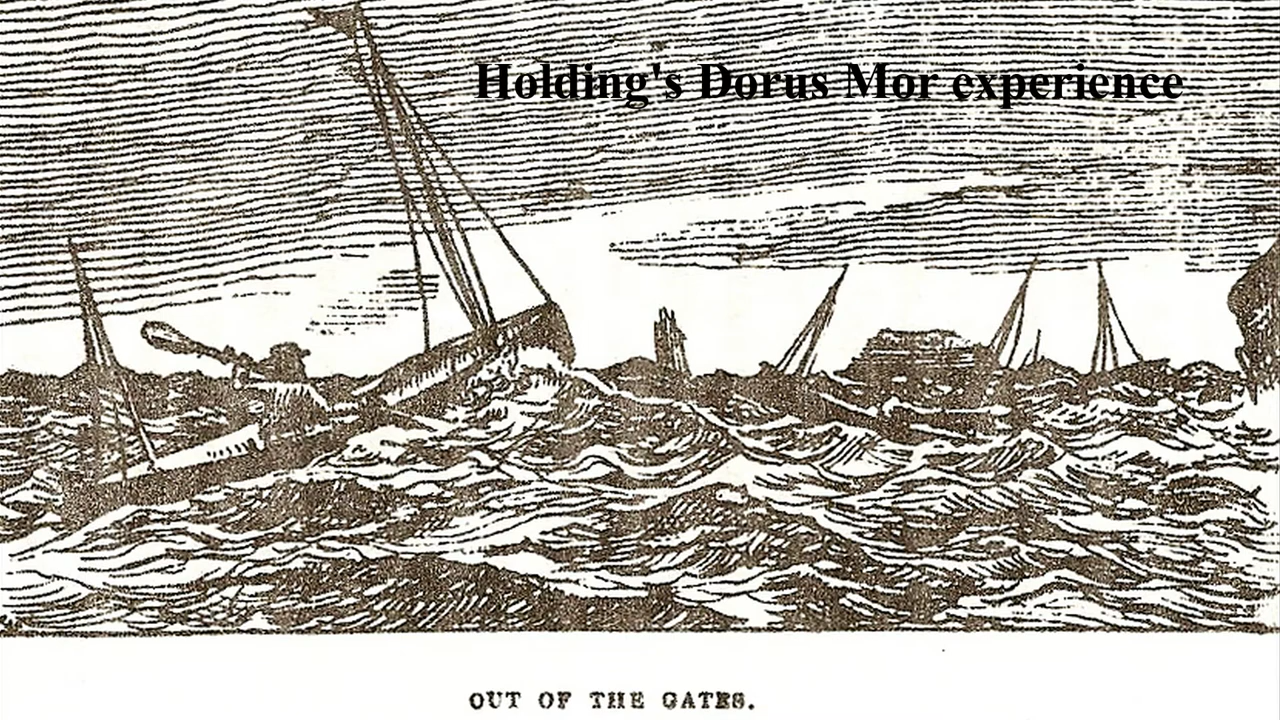 Holding's Dorus Mor experience
OUT OF THE GATES.